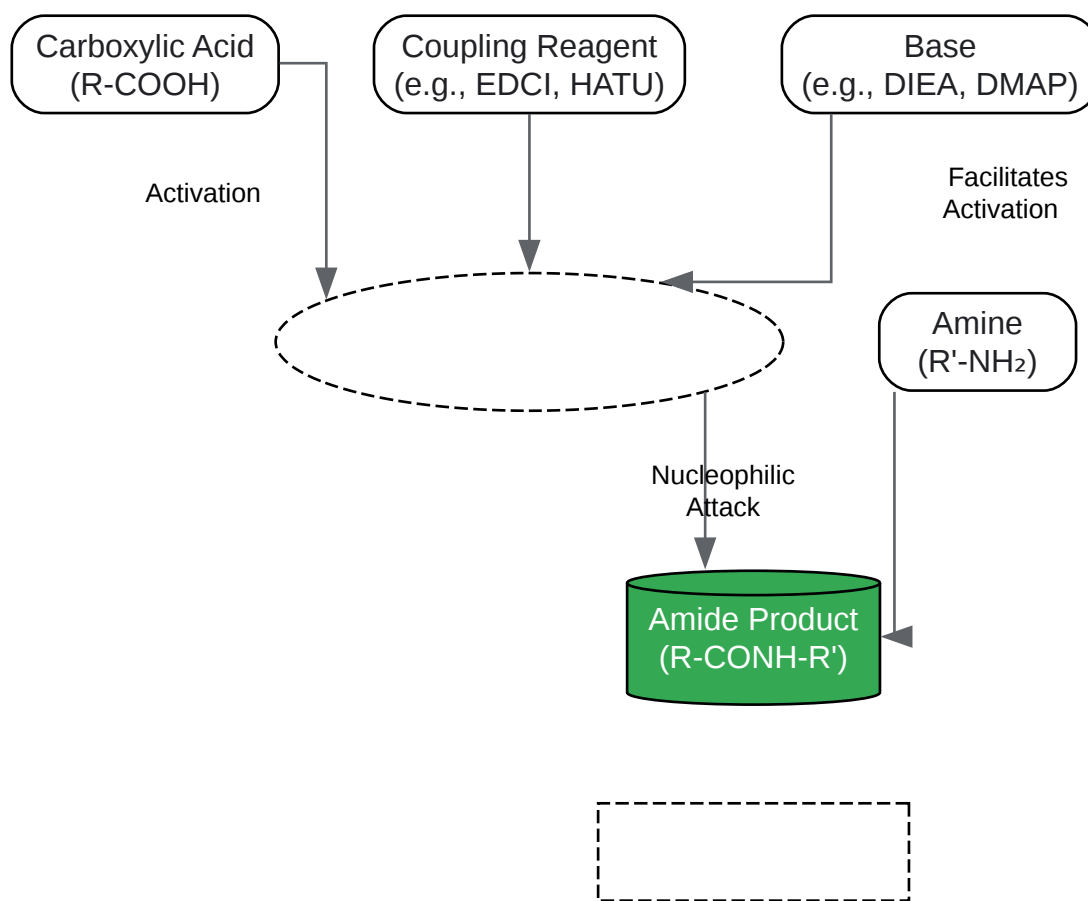 Carboxylic Acid
(R-COOH)
Coupling Reagent
(e.g., EDCI, HATU)
Base
(e.g., DIEA, DMAP)
Activation
Facilitates
Activation
Amine
(R'-NH₂)
Nucleophilic
Attack
Amide Product
(R-CONH-R')